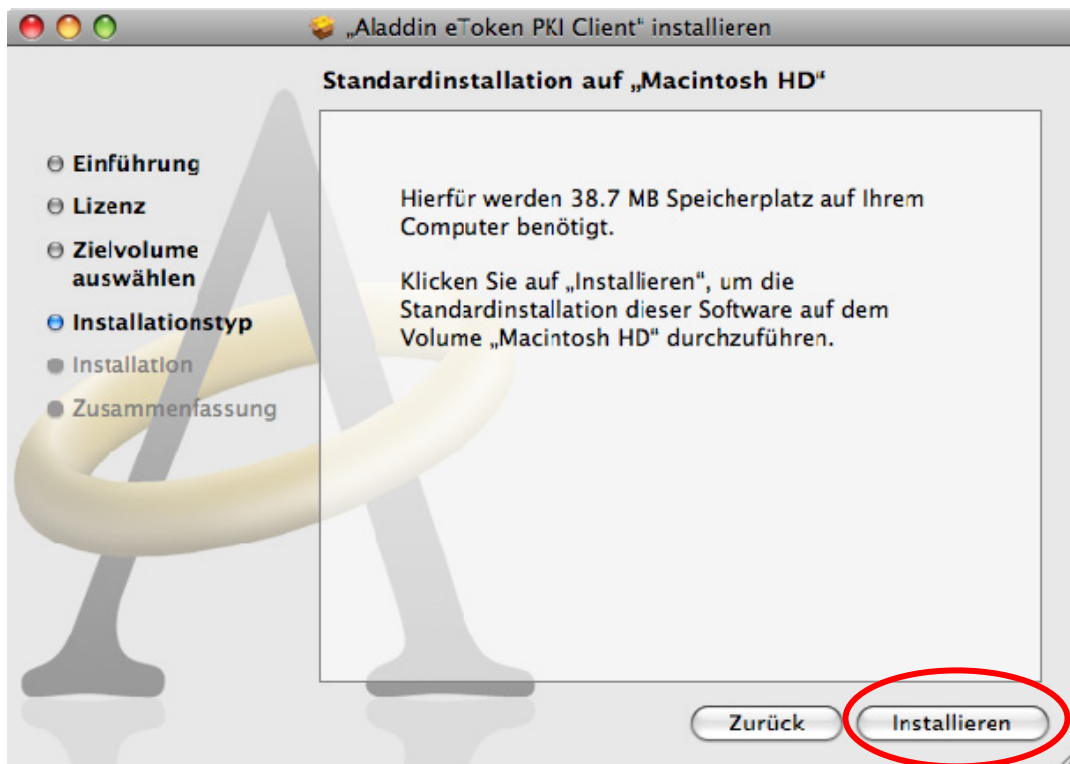 „Aladdin eToken PKI Client“ installieren
Standardinstallation auf „Macintosh HD“
Einführung
Lizenz
Zielvolume
auswählen
Installationstyp
Installation
Zusammenfassung
Hierfür werden 38.7 MB Speicherplatz auf Ihrem
Computer benötigt.
Klicken Sie auf „Installieren“, um die
Standardinstallation dieser Software auf dem
Volume „Macintosh HD“ durchzuführen.
Zurück
Installieren